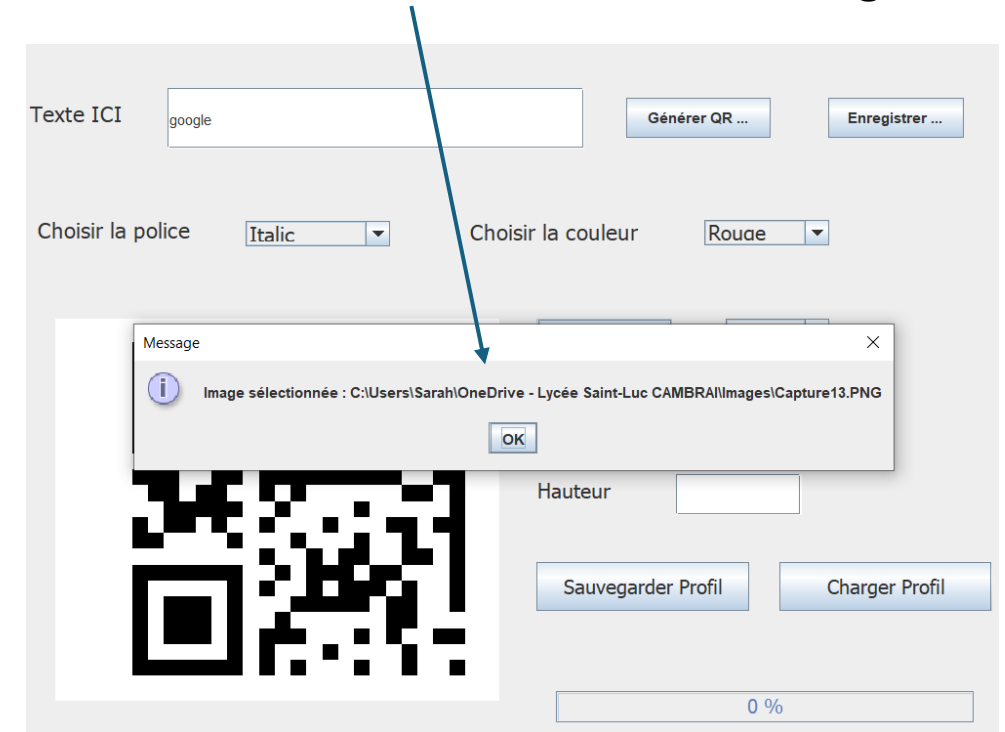 Texte ICI
google
Générer QR ...
Enregistrer ...
Choisir la police
Italic
Choisir la couleur
Rouge
Message
Image sélectionnée : C:\Users\Sarah\OneDrive - Lycée Saint-Luc CAMBRAI\Images\Capture13.PNG
OK
Hauteur
Sauvegarder Profil
Charger Profil
0 %